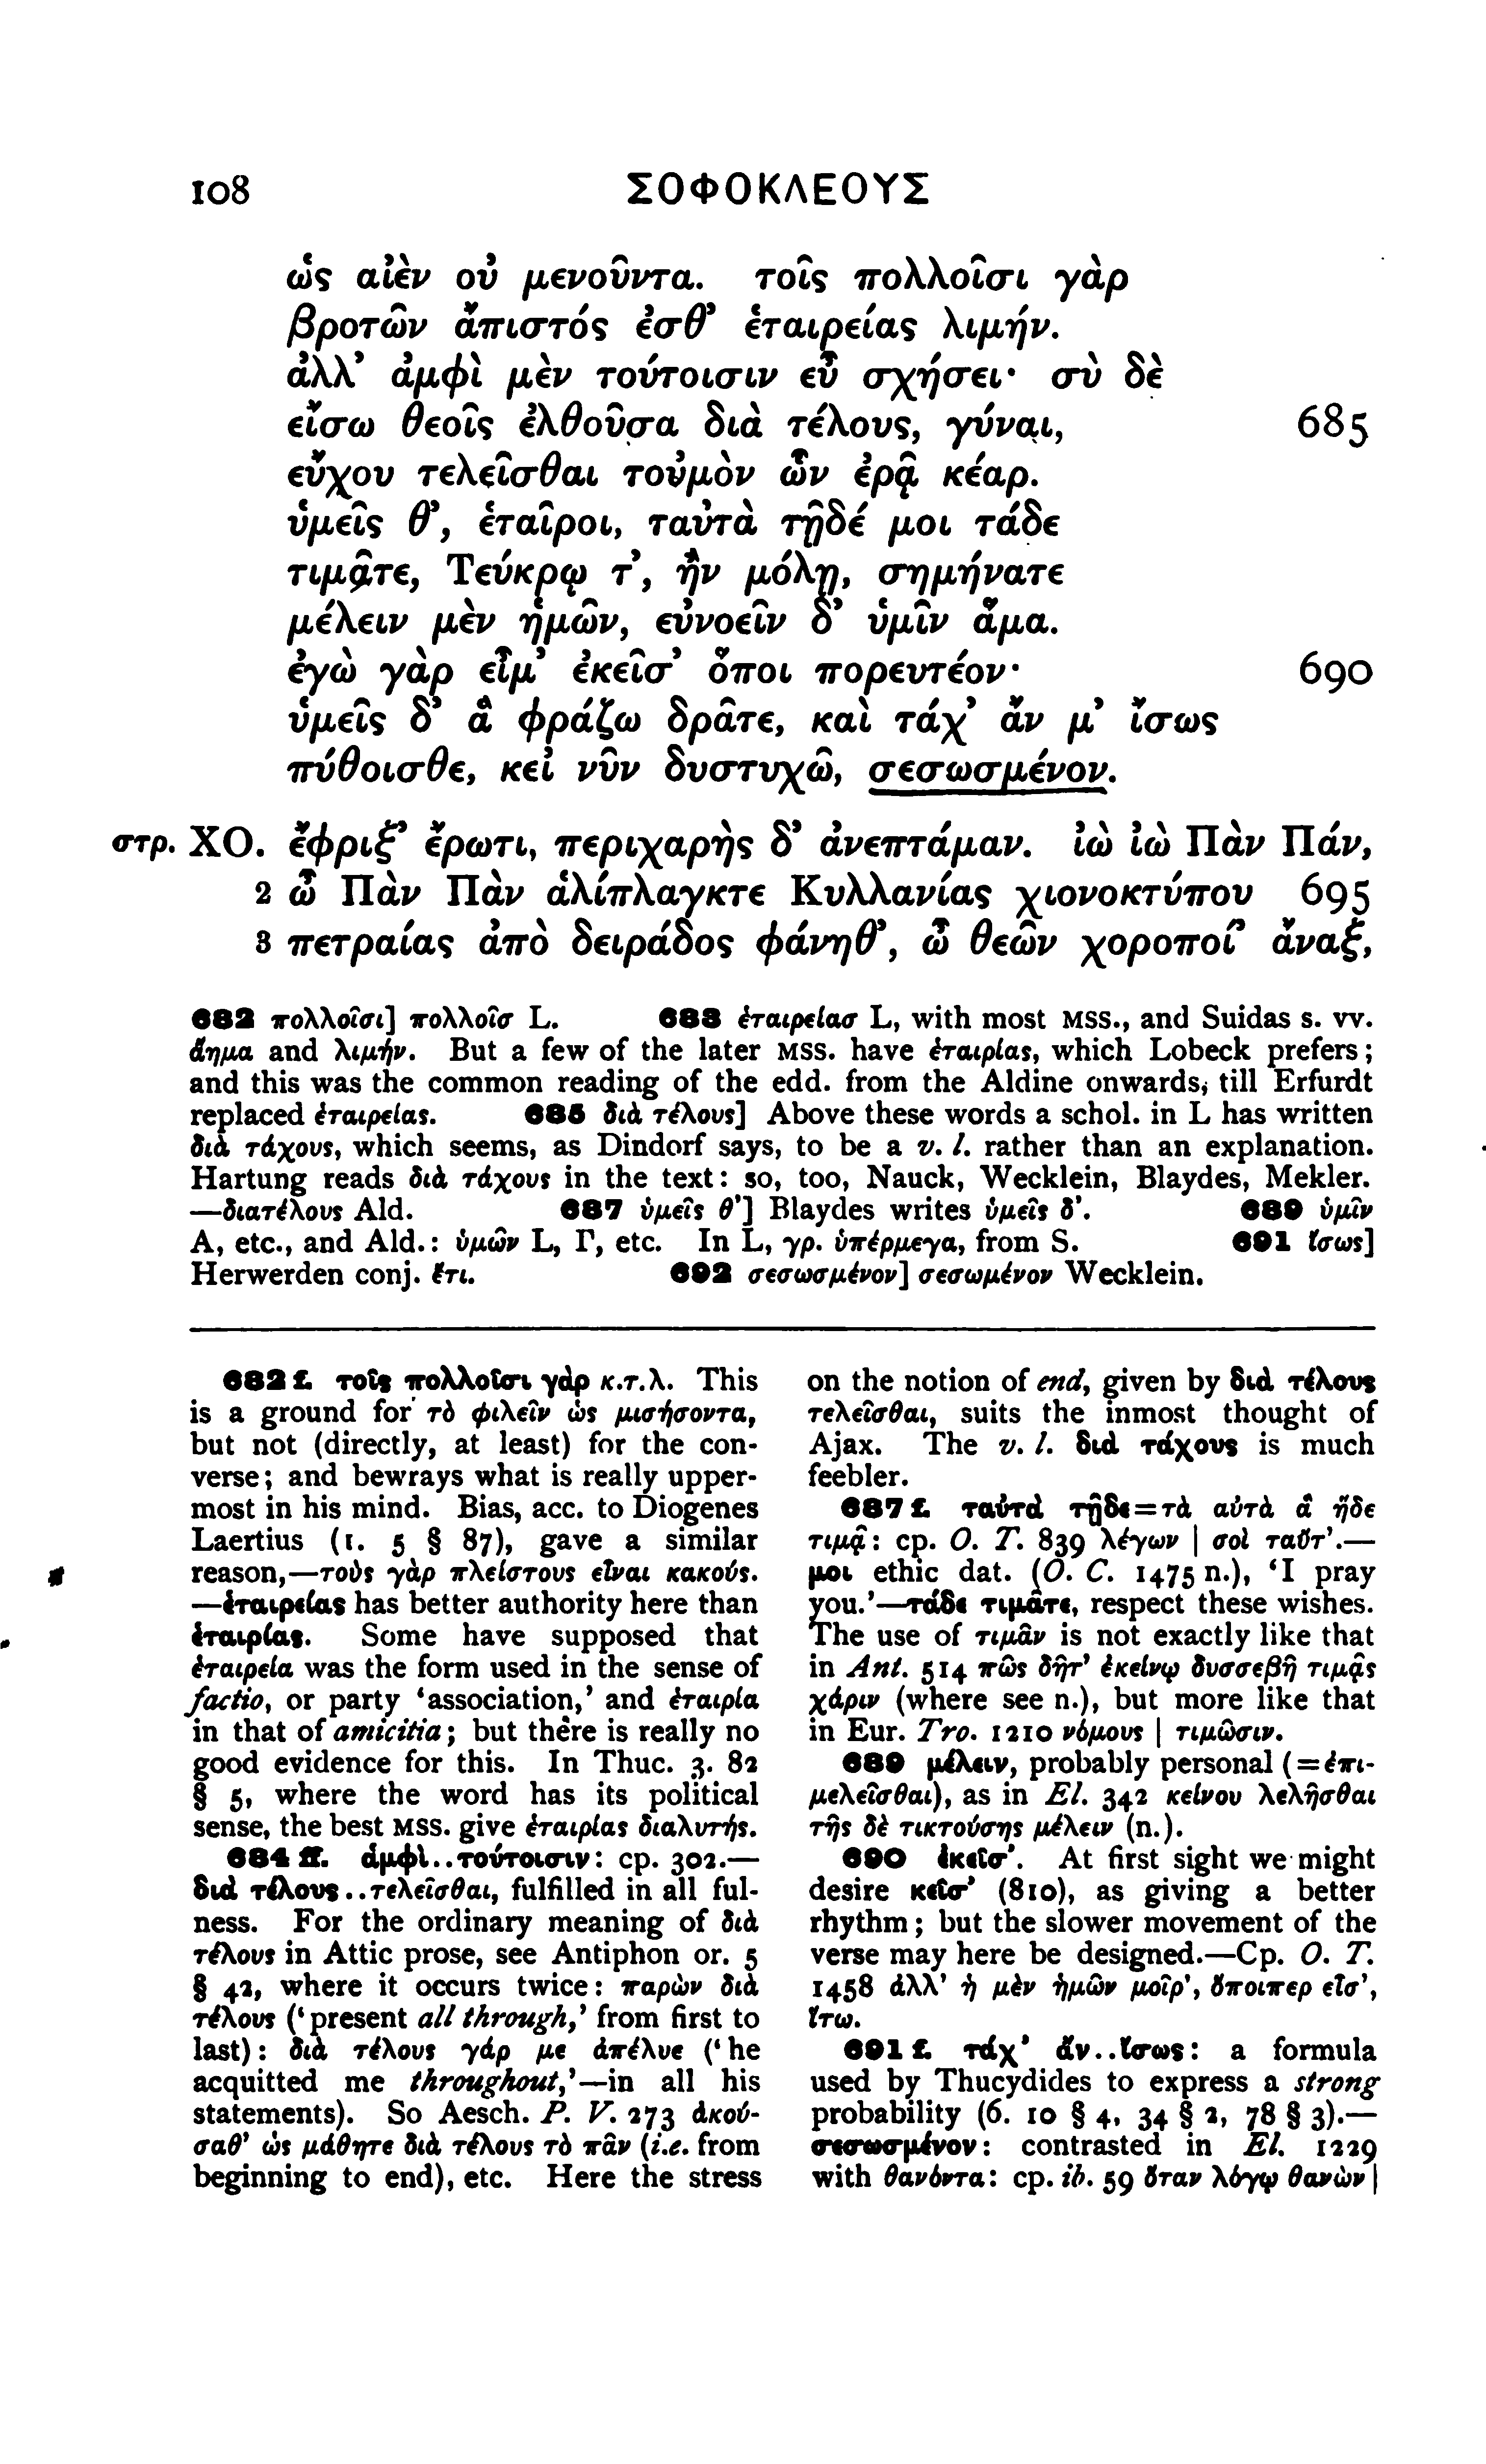 108
ΣΟΦΟΚΛΕΟΥΣ
ὡς αἰὲν οὐ μενοῦντα. τοῖς πολλοῖσι γὰρ
βροτῶν ἄπιστός ἐσθ’ ἑταιρείας λιμήν.
ἀλλ’ ἀμφὶ μὲν τούτοισιν εὖ σχήσει· σὺ δὲ
εἴσω θεοῖς ἐλθοῦσα διὰ τέλους, γύναι, 685
εὔχου τελεῖσθαι τοὐμὸν ὧν ἐρᾷ κέαρ.
ὑμεῖς θ’, ἑταῖροι, ταὐτὰ τῇδέ μοι τάδε
τιμᾶτε, Τεύκρῳ τ’, ἢν μόλῃ, σημήνατε
μέλειν μὲν ἡμῶν, εὐνοεῖν δ’ ὑμῖν ἅμα.
ἐγὼ γὰρ εἶμ’ ἐκεῖσ’ ὅποι πορευτέον· 690
ὑμεῖς δ’ ἃ φράζω δρᾶτε, καὶ τάχ’ ἄν μ’ ἴσως
πύθοισθε, κεἰ νῦν δυστυχῶ, σεσωσμένον.
στρ. ΧΟ. ἔφριξ’ ἔρωτι, περιχαρὴς δ’ ἀνεπτάμαν. ἰὼ ἰὼ Πὰν Πάν,
2 ὦ Πὰν Πὰν ἁλίπλαγκτε Κυλλανίας χιονοκτύπου 695
3 πετραίας ἀπὸ δειράδος φάνηθ’, ὦ θεῶν χοροποί’ ἄναξ,
682 πολλοῖσι] πολλοῖσ L. 683 ἑταιρείασ L, with most MSS., and Suidas s. vv.
ἄημα and λιμήν. But a few of the later MSS. have ἑταιρίας, which Lobeck prefers;
and this was the common reading of the edd. from the Aldine onwards, till Erfurdt
replaced ἑταιρείας. 685 διὰ τέλους] Above these words a schol. in L has written
διὰ τάχους, which seems, as Dindorf says, to be a v. l. rather than an explanation.
Hartung reads διὰ τάχους in the text: so, too, Nauck, Wecklein, Blaydes, Mekler.
—διατέλους Ald. 687 ὑμεῖς θ’] Blaydes writes ὑμεῖς δ’. 689 ὑμῖν
A, etc., and Ald.: ὑμῶν L, Γ, etc. In L, γρ. ὑπέρμεγα, from S. 691 ἴσως]
Herwerden conj. ἔτι. 692 σεσωσμένον] σεσωμένον Wecklein.
682 f. τοῖς πολλοῖσι γὰρ κ.τ.λ. This
is a ground for τὸ φιλεῖν ὡς μισήσοντα,
but not (directly, at least) for the con-
verse; and bewrays what is really upper-
most in his mind. Bias, acc. to Diogenes
Laertius (1. 5 § 87), gave a similar
reason,—τοὺς γὰρ πλείστους εἶναι κακούς.
—ἑταιρείας has better authority here than
ἑταιρίας. Some have supposed that
ἑταιρεία was the form used in the sense of
factio, or party ‘association,’ and ἑταιρία
in that of amicitia; but there is really no
good evidence for this. In Thuc. 3. 82
§ 5, where the word has its political
sense, the best MSS. give ἑταιρίας διαλυτής.
684 ff. ἀμφὶ..τούτοισιν: cp. 302.—
διὰ τέλους..τελεῖσθαι, fulfilled in all ful-
ness. For the ordinary meaning of διὰ
τέλους in Attic prose, see Antiphon or. 5
§ 42, where it occurs twice: παρὼν διὰ
τέλους (‘present all through,’ from first to
last): διὰ τέλους γάρ με ἀπέλυε (‘he
acquitted me throughout,’—in all his
statements). So Aesch. P. V. 273 ἀκού-
σαθ’ ὡς μάθητε διὰ τέλους τὸ πᾶν (i.e. from
beginning to end), etc. Here the stress
on the notion of end, given by διὰ τέλους
τελεῖσθαι, suits the inmost thought of
Ajax. The v. l. διὰ τάχους is much
feebler.
687 f. ταὐτὰ τῇδε=τὰ αὐτὰ ἃ ἥδε
τιμᾷ: cp. O. T. 839 λέγων | σοὶ ταὔτ’.—
μοι ethic dat. (O. C. 1475 n.), ‘I pray
you.’—τάδε τιμᾶτε, respect these wishes.
The use of τιμᾶν is not exactly like that
in Ant. 514 πῶς δῆτ’ ἐκείνῳ δυσσεβῆ τιμᾷς
χάριν (where see n.), but more like that
in Eur. Tro. 1210 νόμους | τιμῶσιν.
689 μέλειν, probably personal (=ἐπι-
μελεῖσθαι), as in El. 342 κείνου λελῆσθαι
τῆς δὲ τικτούσης μέλειν (n.).
690 ἐκεῖσ’. At first sight we might
desire κεῖσ’ (810), as giving a better
rhythm; but the slower movement of the
verse may here be designed.—Cp. O. T.
1458 ἀλλ’ ἡ μὲν ἡμῶν μοῖρ’, ὅποιπερ εἶσ’,
ἴτω.
691 f. τάχ’ ἄν..ἴσως: a formula
used by Thucydides to express a strong
probability (6. 10 § 4, 34 § 2, 78 § 3).—
σεσωσμένον: contrasted in El. 1229
with θανόντα: cp. ib. 59 ὅταν λόγῳ θανὼν |